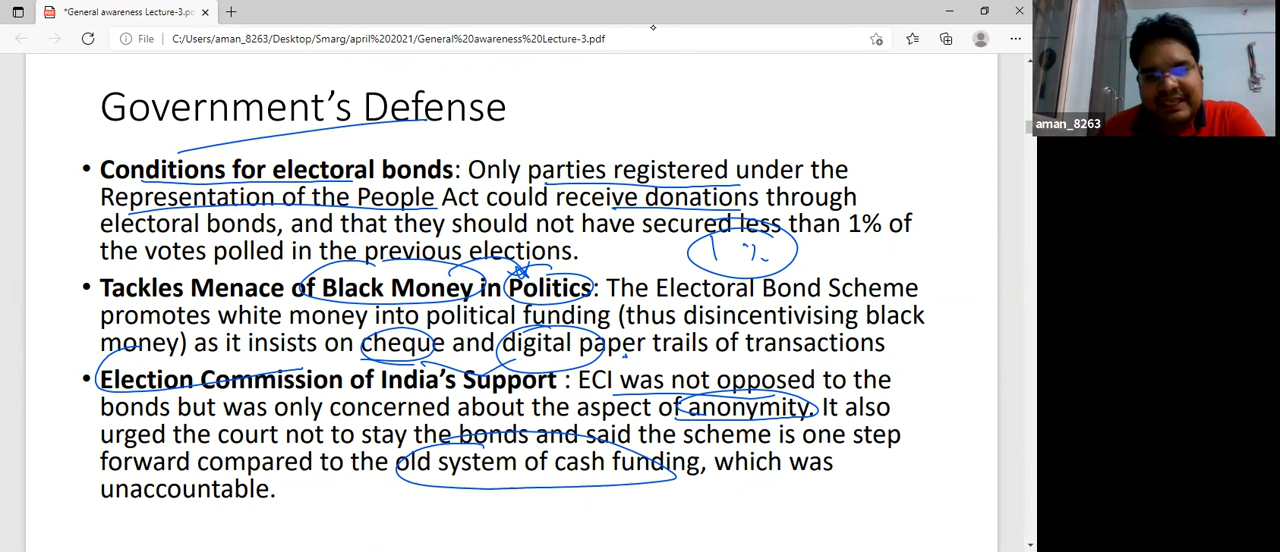 *General awareness Lecture-3.pd
File
C:/Users/aman_8263/Desktop/Smarg/april%202021/General%20awareness%20Lecture-3.pdf
aman_8263
Government's Defense
• Conditions for electoral bonds: Only parties registered under the
Representation of the People Act could receive donations through
electoral bonds, and that they should not have secured less than 1% of
the votes polled in the previous elections.
1 %
• Tackles Menace of Black Money in Politics: The Electoral Bond Scheme
promotes white money into political funding (thus disincentivising black
money) as it insists on cheque and digital paper trails of transactions
• Election Commission of India's Support : ECI was not opposed to the
bonds but was only concerned about the aspect of anonymity. It also
urged the court not to stay the bonds and said the scheme is one step
forward compared to the old system of cash funding, which was
unaccountable.